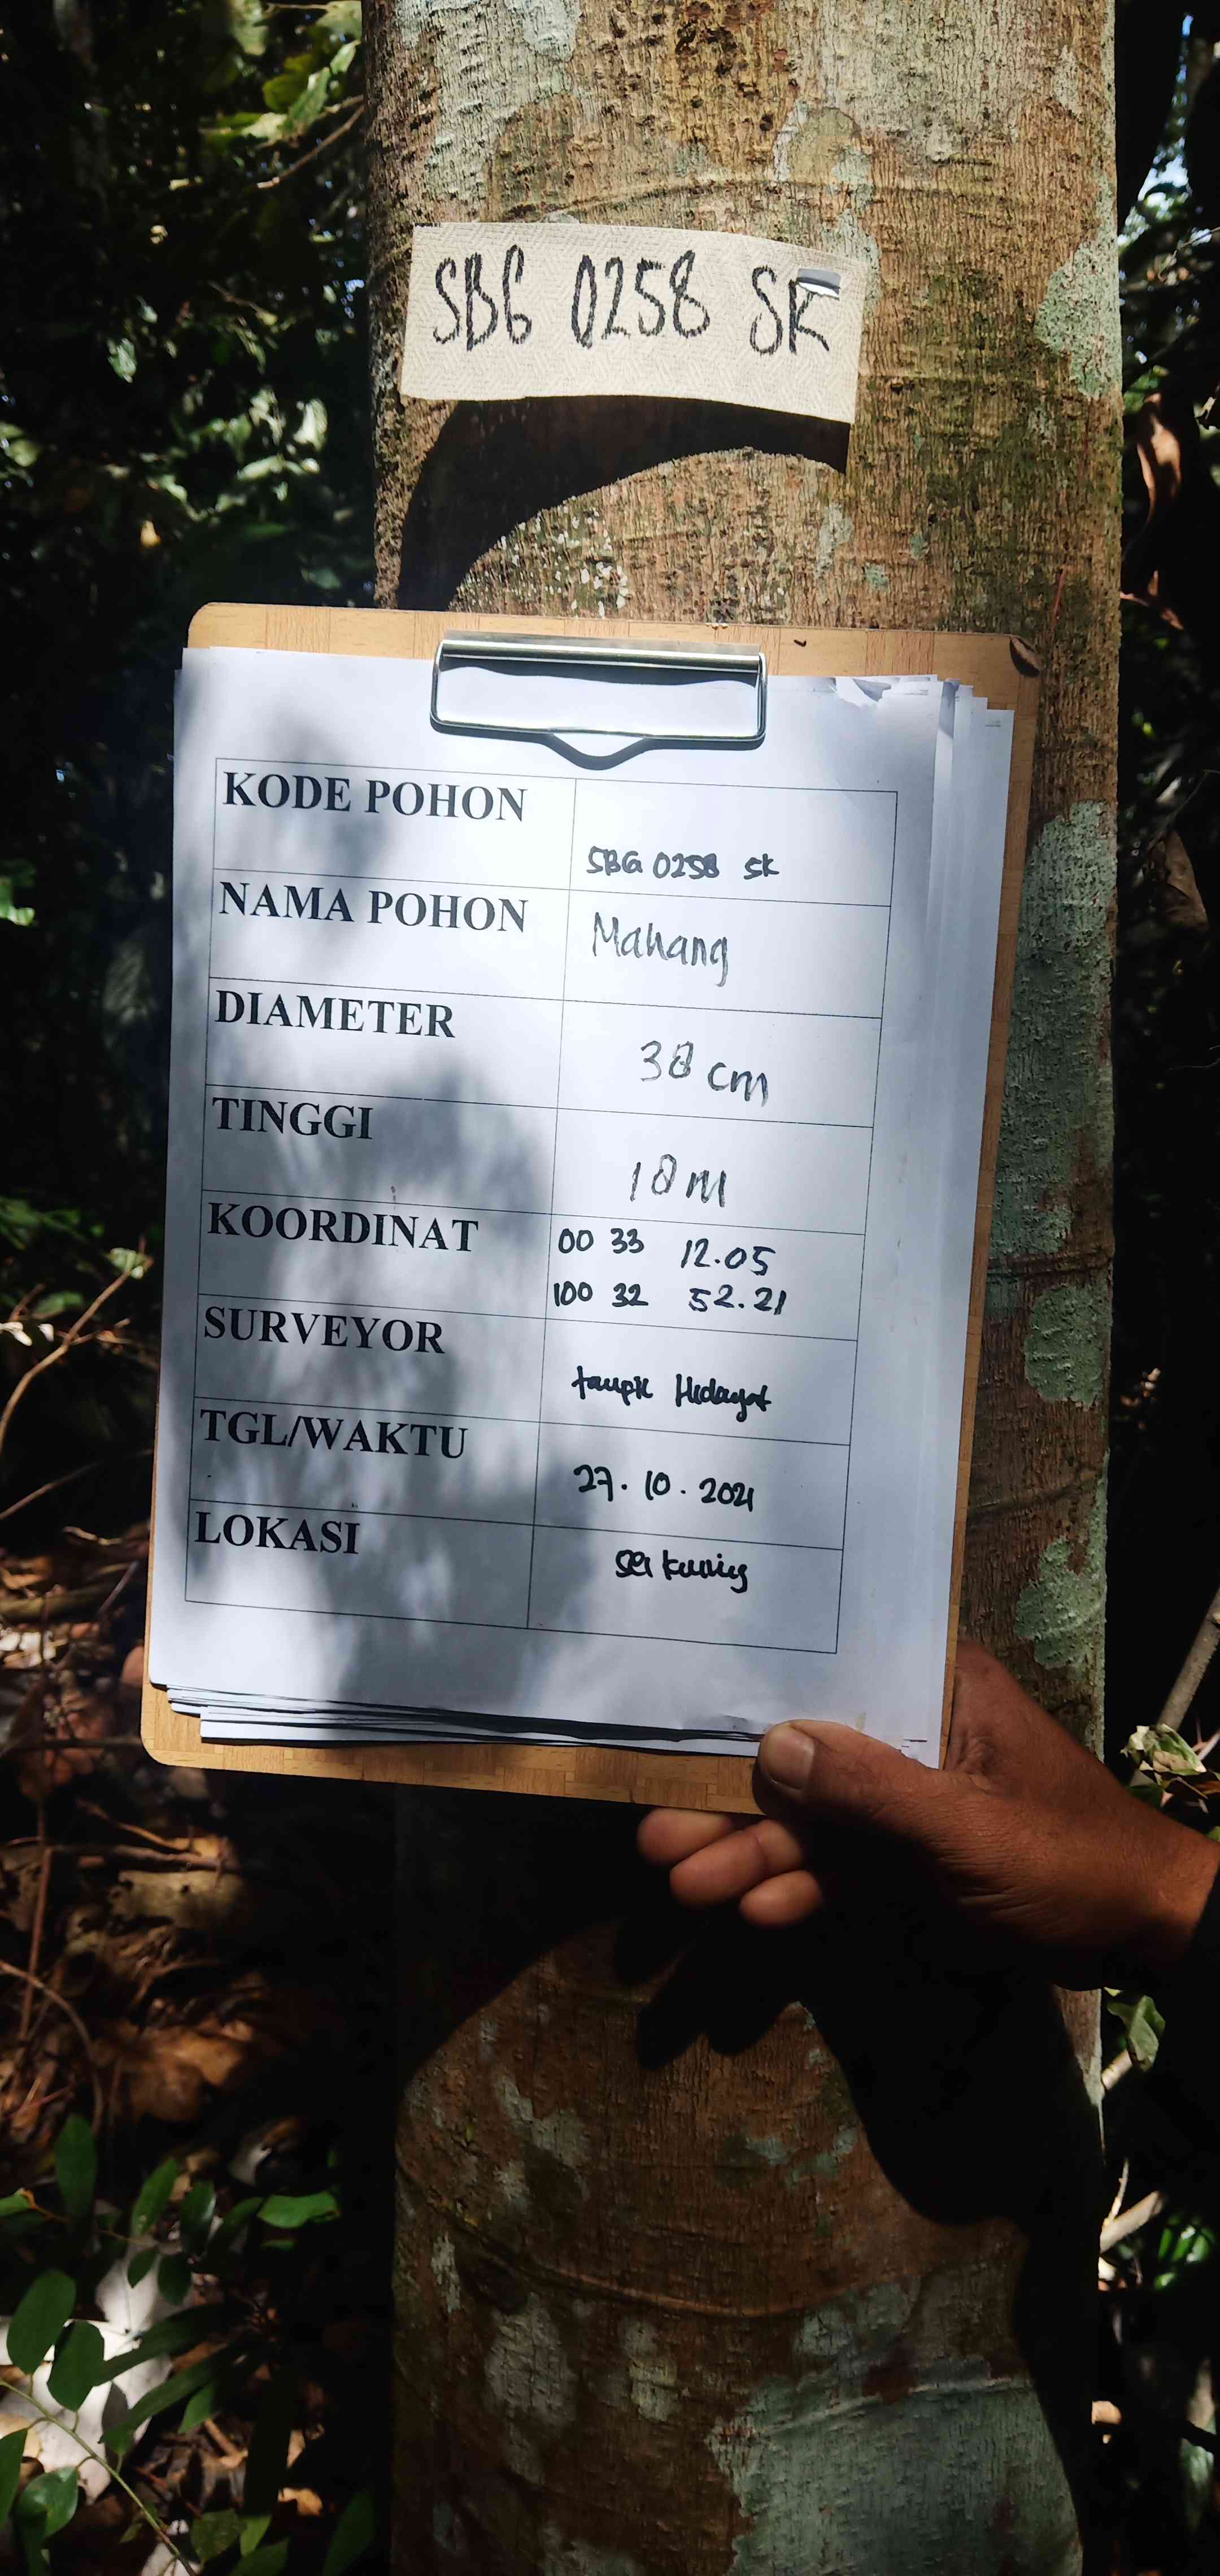 SBG 0258 SK
KODE POHON
SBG 0258 SK
NAMA POHON
Mahang
DIAMETER
38 cm
TINGGI
18 m
KOORDINAT
00 33 12.05
100 32 52.21
SURVEYOR
taupik Hidayat
TGL/WAKTU
27.10.2021
LOKASI
sei kuning